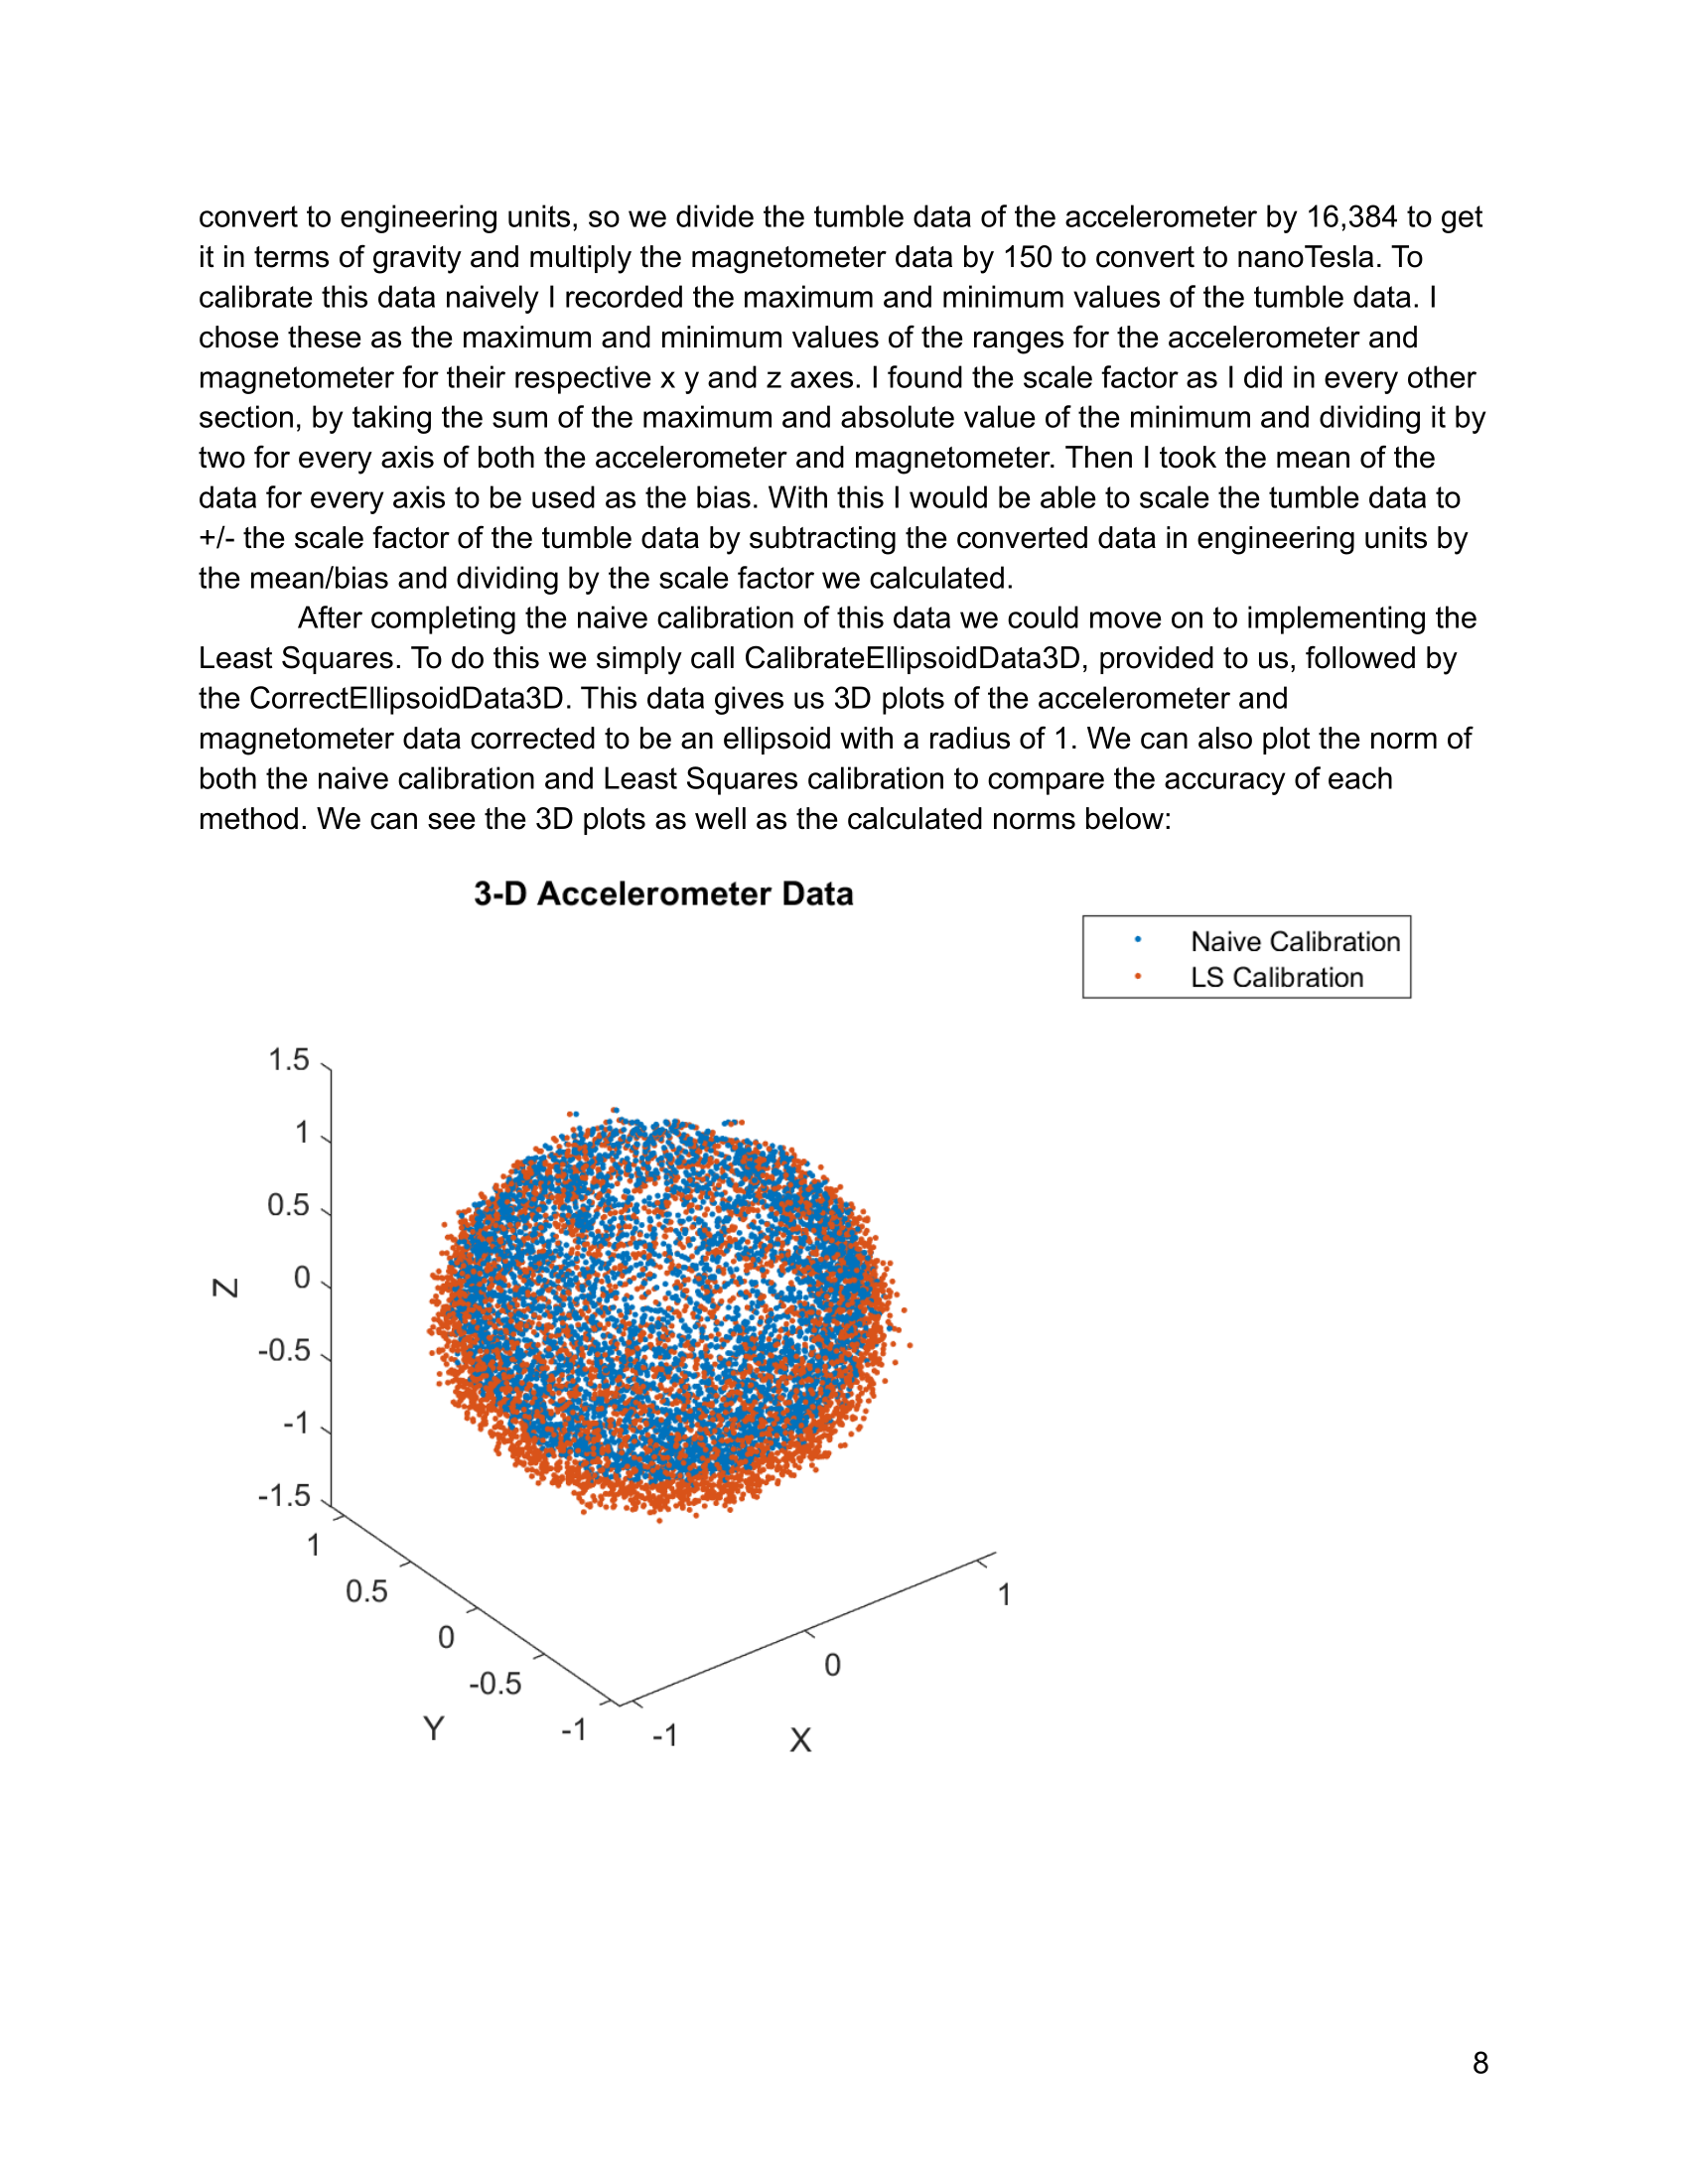 convert to engineering units, so we divide the tumble data of the accelerometer by 16,384 to get
it in terms of gravity and multiply the magnetometer data by 150 to convert to nanoTesla. To
calibrate this data naively I recorded the maximum and minimum values of the tumble data. I
chose these as the maximum and minimum values of the ranges for the accelerometer and
magnetometer for their respective x y and z axes. I found the scale factor as I did in every other
section, by taking the sum of the maximum and absolute value of the minimum and dividing it by
two for every axis of both the accelerometer and magnetometer. Then I took the mean of the
data for every axis to be used as the bias. With this I would be able to scale the tumble data to
+/- the scale factor of the tumble data by subtracting the converted data in engineering units by
the mean/bias and dividing by the scale factor we calculated.
After completing the naive calibration of this data we could move on to implementing the
Least Squares. To do this we simply call CalibrateEllipsoidData3D, provided to us, followed by
the CorrectEllipsoidData3D. This data gives us 3D plots of the accelerometer and
magnetometer data corrected to be an ellipsoid with a radius of 1. We can also plot the norm of
both the naive calibration and Least Squares calibration to compare the accuracy of each
method. We can see the 3D plots as well as the calculated norms below:
3-D Accelerometer Data
Naive Calibration
LS Calibration
1.5
1
0.5
0
-0.5
-1
-1.5
Z
1
0.5
0
-0.5
-1
Y
-1
0
1
X
8